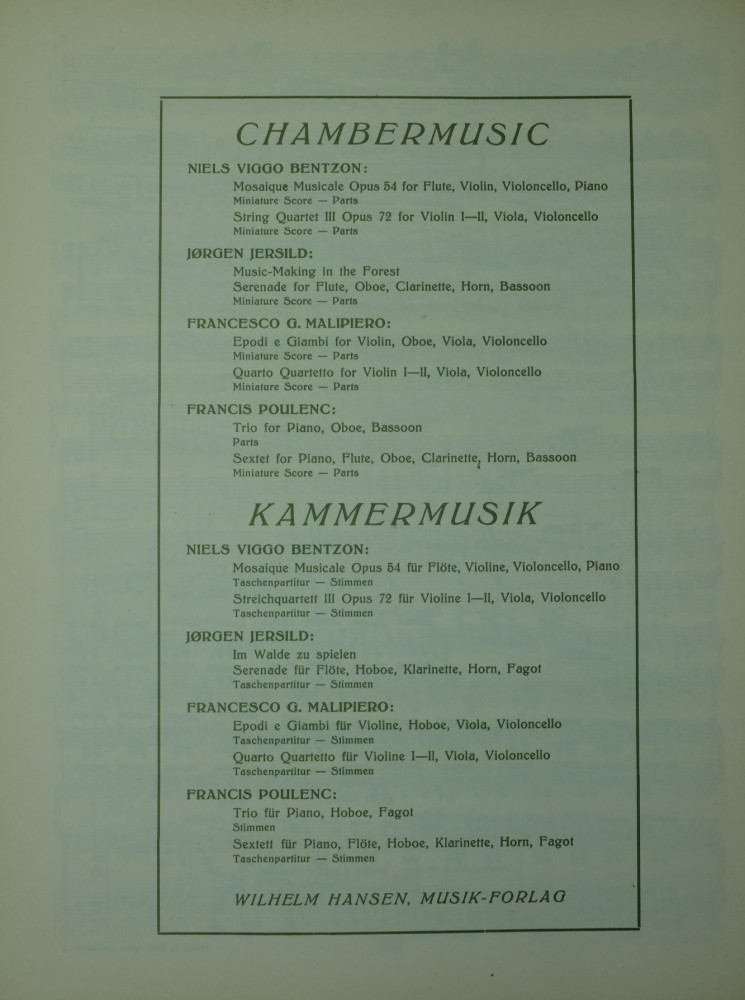 CHAMBERMUSIC
NIELS VIGGO BENTZON:
Mosaique Musicale Opus 54 for Flute, Violin, Violoncello, Piano
Miniature Score — Parts
String Quartet III Opus 72 for Violin I—II, Viola, Violoncello
Miniature Score — Parts
JØRGEN JERSILD:
Music-Making in the Forest
Serenade for Flute, Oboe, Clarinette, Horn, Bassoon
Miniature Score — Parts
FRANCESCO G. MALIPIERO:
Epodi e Giambi for Violin, Oboe, Viola, Violoncello
Miniature Score — Parts
Quarto Quartetto for Violin I—II, Viola, Violoncello
Miniature Score — Parts
FRANCIS POULENC:
Trio for Piano, Oboe, Bassoon
Parts
Sextet for Piano, Flute, Oboe, Clarinette, Horn, Bassoon
Miniature Score — Parts
KAMMERMUSIK
NIELS VIGGO BENTZON:
Mosaique Musicale Opus 54 für Flöte, Violine, Violoncello, Piano
Taschenpartitur — Stimmen
Streichquartett III Opus 72 für Violine I—II, Viola, Violoncello
Taschenpartitur — Stimmen
JØRGEN JERSILD:
Im Walde zu spielen
Serenade für Flöte, Hoboe, Klarinette, Horn, Fagot
Taschenpartitur — Stimmen
FRANCESCO G. MALIPIERO:
Epodi e Giambi für Violine, Hoboe, Viola, Violoncello
Taschenpartitur — Stimmen
Quarto Quartetto für Violine I—II, Viola, Violoncello
Taschenpartitur — Stimmen
FRANCIS POULENC:
Trio für Piano, Hoboe, Fagot
Stimmen
Sextett für Piano, Flöte, Hoboe, Klarinette, Horn, Fagot
Taschenpartitur — Stimmen
WILHELM HANSEN, MUSIK-FORLAG